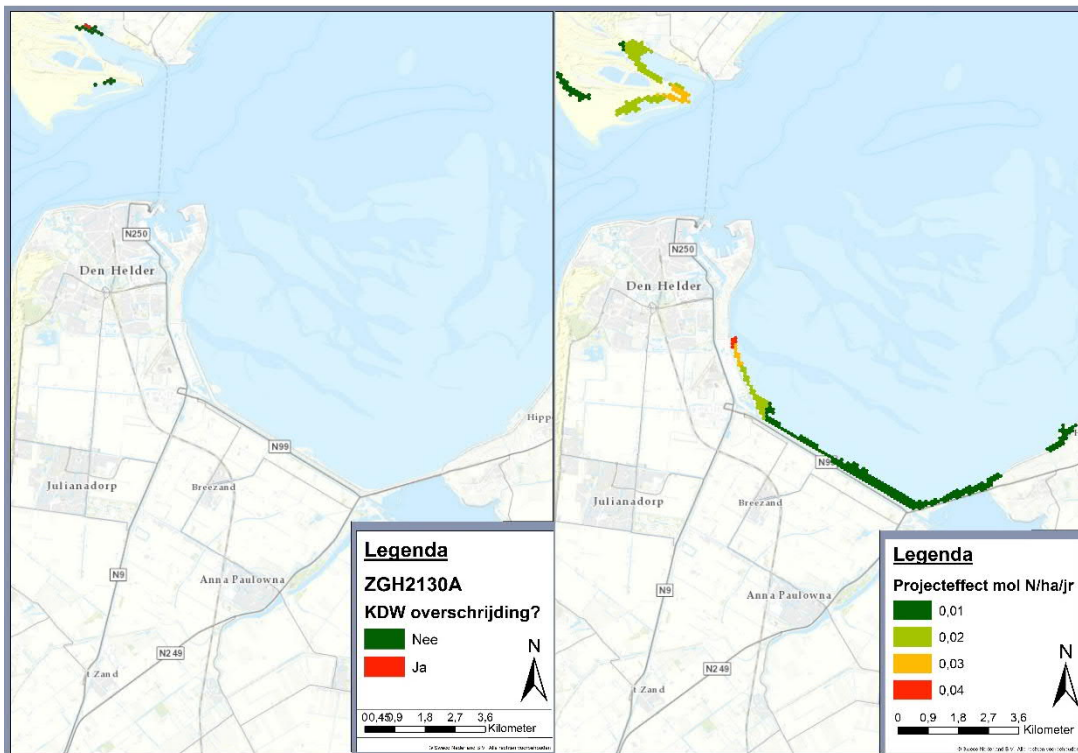 N250
Den Helder
N99
Hippo
Julianadorp
Breezand
Anna Paulowna
N9
N249
't Zand
Legenda
ZGH2130A
KDW overschrijding?
Nee
Ja
N
00,450,9 1,8 2,7 3,6
Kilometer
N250
Den Helder
N99
Julianadorp
Breezand
Anna Paulowna
N9
N249
't Zand
Legenda
Projecteffect mol N/ha/jr
0,01
0,02
0,03
0,04
N
0 0,9 1,8 2,7 3,6
Kilometer